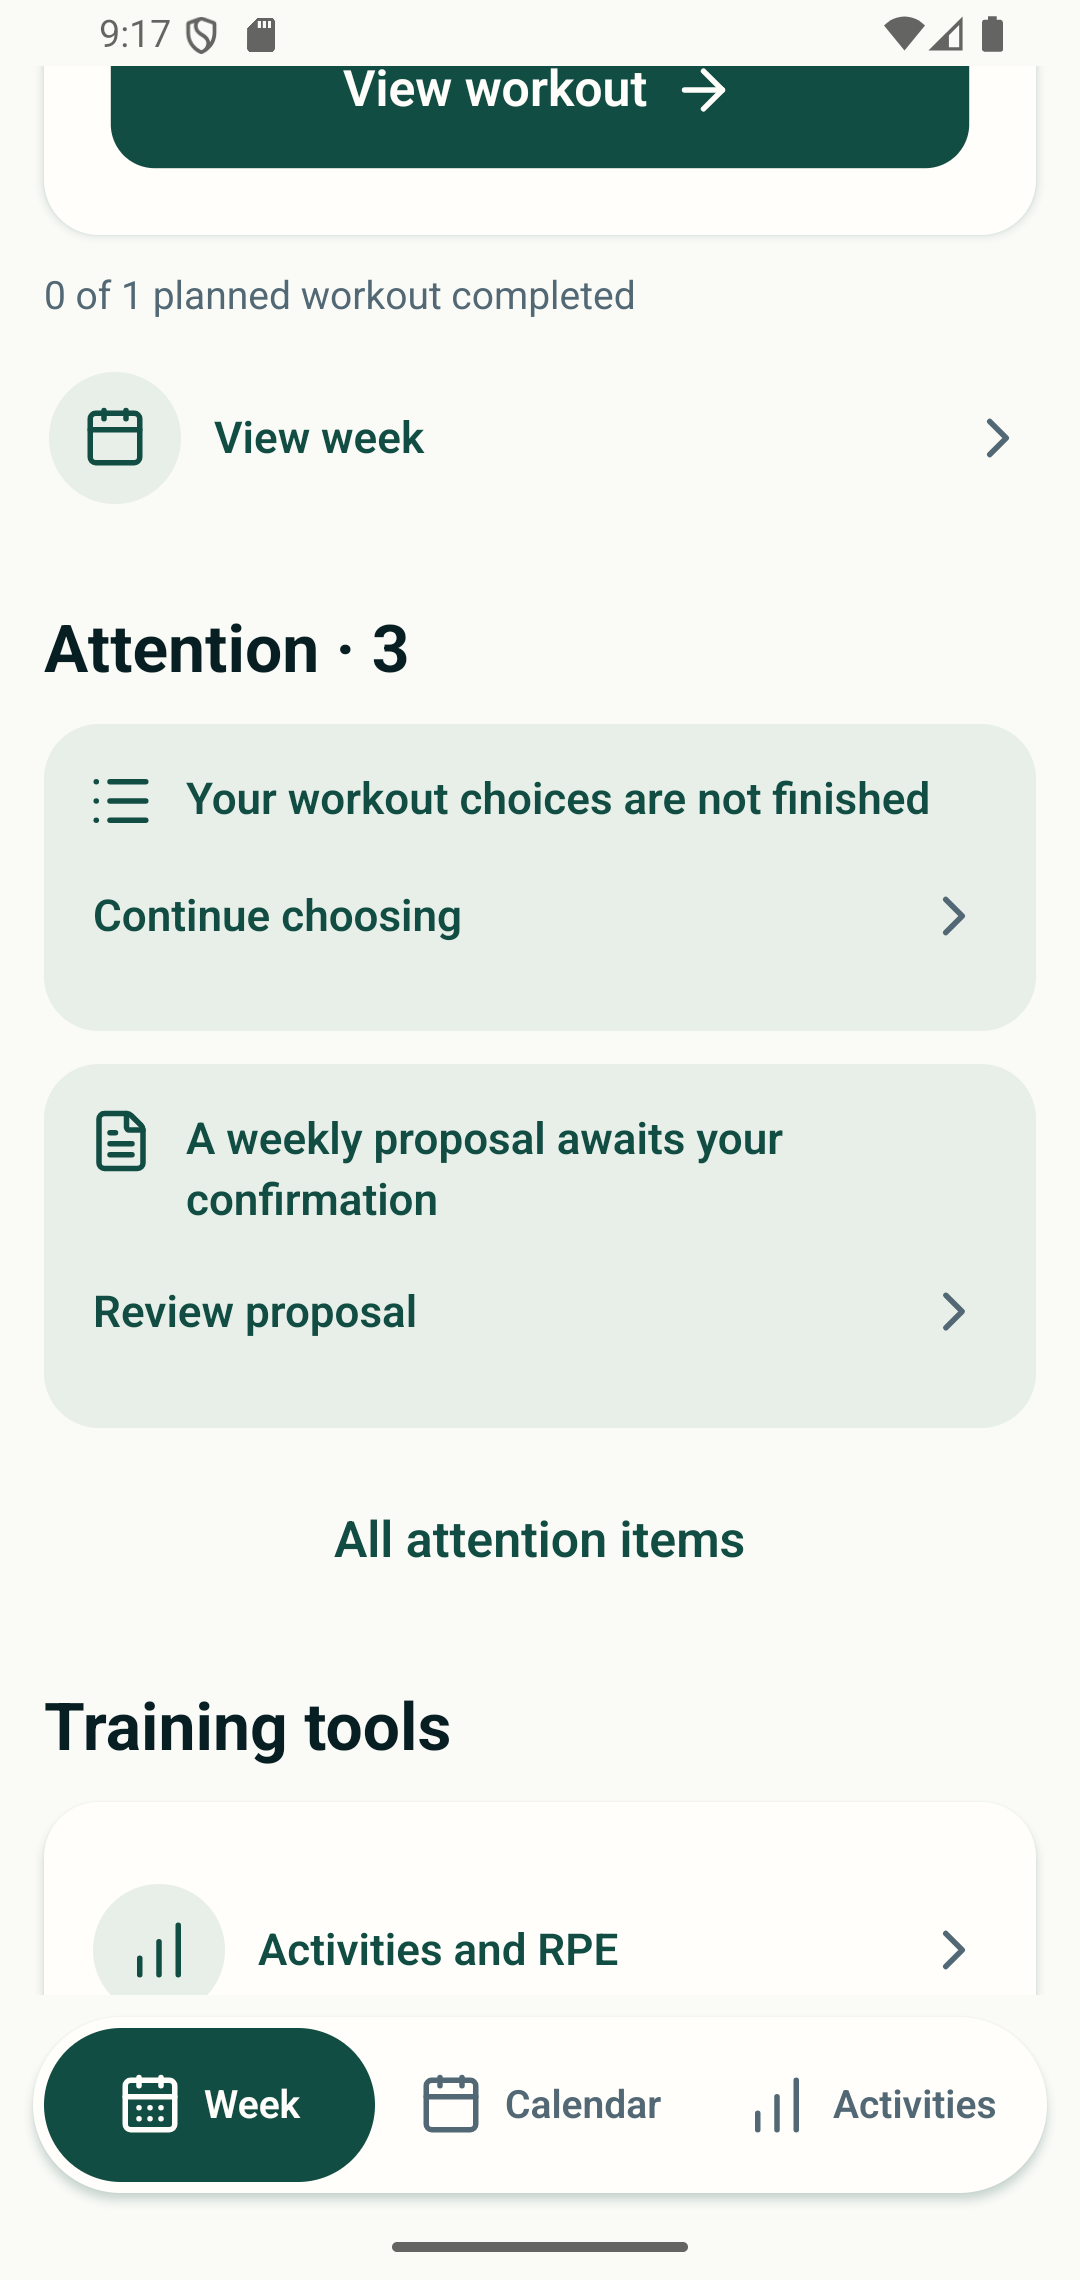 9:17
View workout
0 of 1 planned workout completed
View week
Attention · 3
Your workout choices are not finished
Continue choosing
A weekly proposal awaits your
confirmation
Review proposal
All attention items
Training tools
Activities and RPE
Week
Calendar
Activities